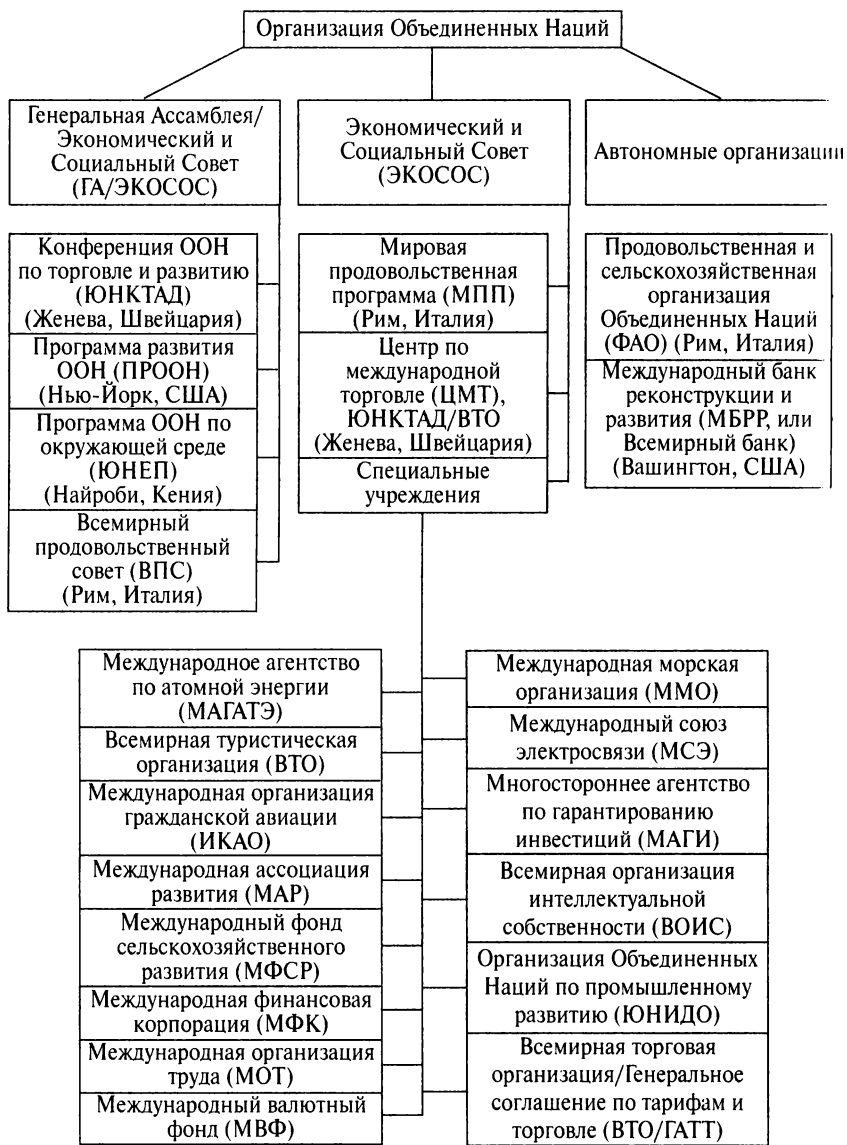 Организация Объединенных Наций
Генеральная Ассамблея/
Экономический и
Социальный Совет
(ГА/ЭКОСОС)
Экономический и
Социальный Совет
(ЭКОСОС)
Автономные организации
Конференция ООН
по торговле и развитию
(ЮНКТАД)
(Женева, Швейцария)
Программа развития
ООН (ПРООН)
(Нью-Йорк, США)
Программа ООН по
окружающей среде
(ЮНЕП)
(Найроби, Кения)
Всемирный
продовольственный
совет (ВПС)
(Рим, Италия)
Мировая
продовольственная
программа (МПП)
(Рим, Италия)
Центр по
международной
торговле (ЦМТ),
ЮНКТАД/ВТО
(Женева, Швейцария)
Специальные
учреждения
Продовольственная и
сельскохозяйственная
организация
Объединенных Наций
(ФАО) (Рим, Италия)
Международный банк
реконструкции и
развития (МБРР, или
Всемирный банк)
(Вашингтон, США)
Международное агентство
по атомной энергии
(МАГАТЭ)
Всемирная туристическая
организация (ВТО)
Международная организация
гражданской авиации
(ИКАО)
Международная ассоциация
развития (МАР)
Международный фонд
сельскохозяйственного
развития (МФСР)
Международная финансовая
корпорация (МФК)
Международная организация
труда (МОТ)
Международный валютный
фонд (МВФ)
Международная морская
организация (ММО)
Международный союз
электросвязи (МСЭ)
Многостороннее агентство
по гарантированию
инвестиций (МАГИ)
Всемирная организация
интеллектуальной
собственности (ВОИС)
Организация Объединенных
Наций по промышленному
развитию (ЮНИДО)
Всемирная торговая
организация/Генеральное
соглашение по тарифам и
торговле (ВТО/ГАТТ)